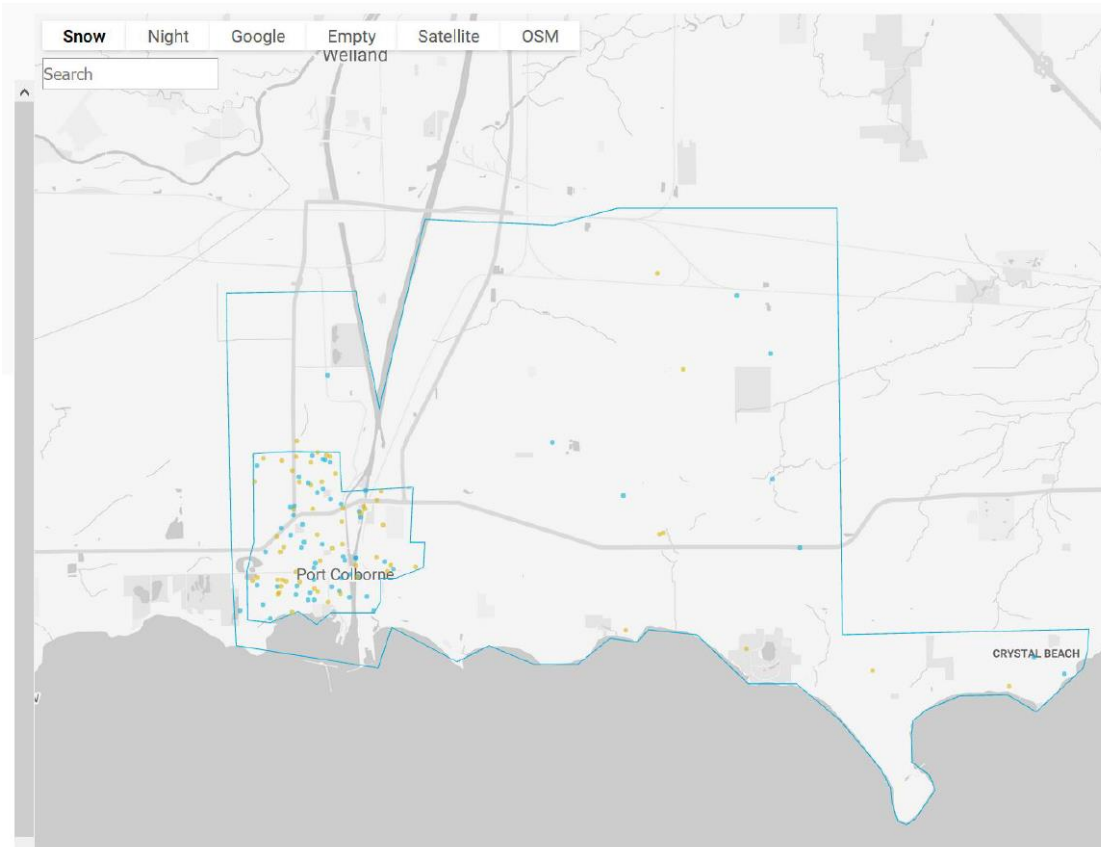 Snow Night Google Empty Satellite OSM
Welland
Search
Port Colborne
CRYSTAL BEACH